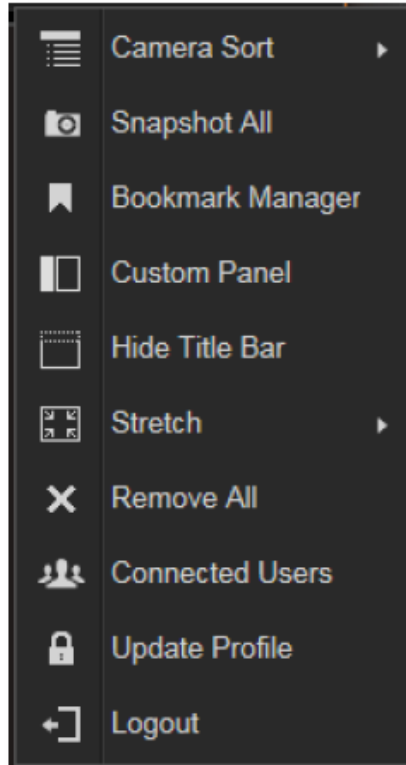 Camera Sort
Snapshot All
Bookmark Manager
Custom Panel
Hide Title Bar
Stretch
Remove All
Connected Users
Update Profile
Logout